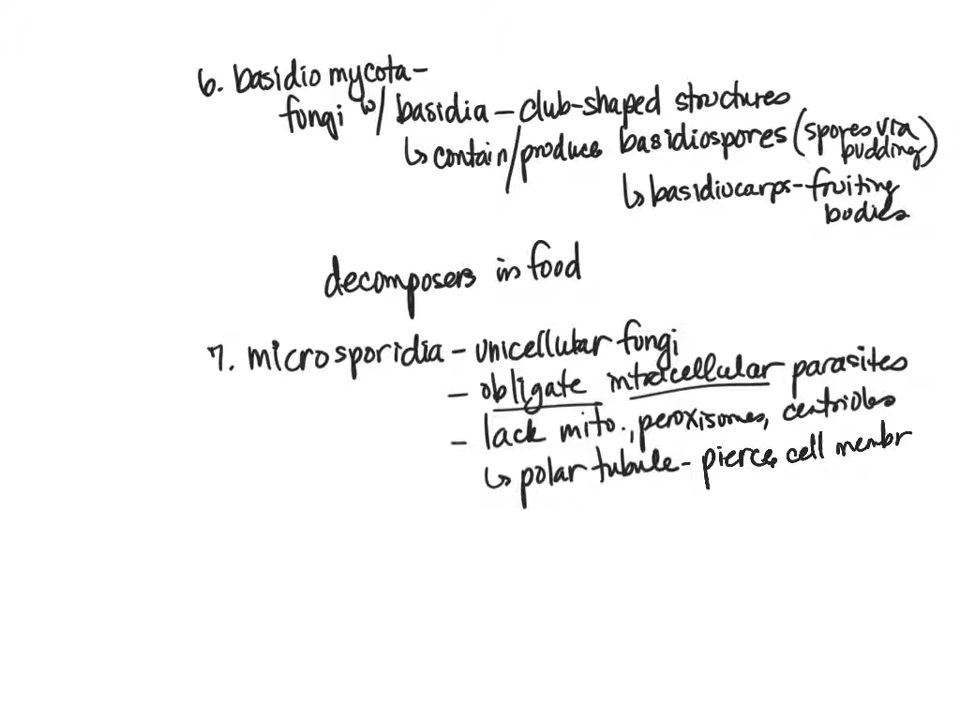 6. basidiomycota-
fungi w/ basidia - club-shaped structures
↳ contain/produce basidiospores (spores via budding)
↳ basidiocarps - fruiting bodies
decomposers in food
7. microsporidia - unicellular fungi
- obligate intracellular parasites
- lack mito., peroxisomes, centrioles
↳ polar tubule - pierces cell membr